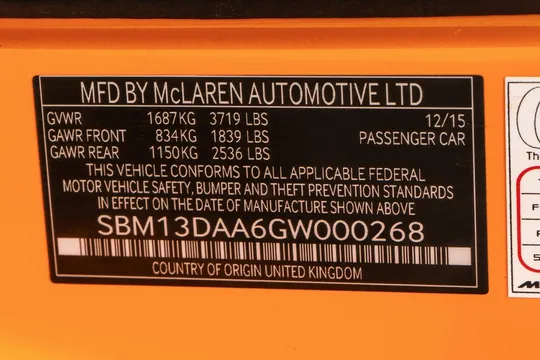 MFD BY McLAREN AUTOMOTIVE LTD
GVWR 1687KG 3719 LBS 12/15
GAWR FRONT 834KG 1839 LBS PASSENGER CAR
GAWR REAR 1150KG 2536 LBS
THIS VEHICLE CONFORMS TO ALL APPLICABLE FEDERAL
MOTOR VEHICLE SAFETY, BUMPER AND THEFT PREVENTION STANDARDS
IN EFFECT ON THE DATE OF MANUFACTURE SHOWN ABOVE
SBM13DAA6GW000268
COUNTRY OF ORIGIN UNITED KINGDOM